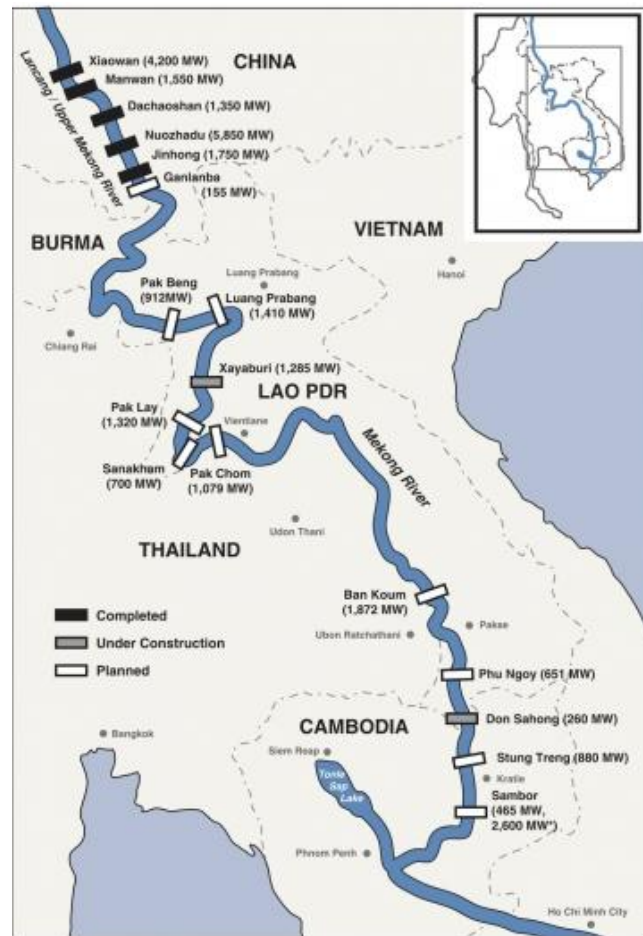 Xiaowan (4,200 MW)
Manwan (1,550 MW)
CHINA
Lancang / Upper Mekong River
Dachaoshan (1,350 MW)
Nuozhadu (5,850 MW)
Jinhong (1,750 MW)
Ganlanba
(155 MW)
BURMA
VIETNAM
Hanoi
Pak Beng
(912MW)
Luang Prabang
Luang Prabang
(1,410 MW)
Chiang Rai
Xayaburi (1,285 MW)
LAO PDR
Pak Lay
(1,320 MW)
Vientiane
Mekong River
Sanakham
(700 MW)
Pak Chom
(1,079 MW)
Udon Thani
THAILAND
Ban Koum
(1,872 MW)
Completed
Under Construction
Planned
Ubon Ratchathani
Pakse
Phu Ngoy (651 MW)
CAMBODIA
Don Sahong (260 MW)
Bangkok
Siem Reap
Stung Treng (880 MW)
Tonle
Sap
Lake
Kratie
Sambor
(465 MW,
2,600 MW*)
Phnom Penh
Ho Chi Minh City